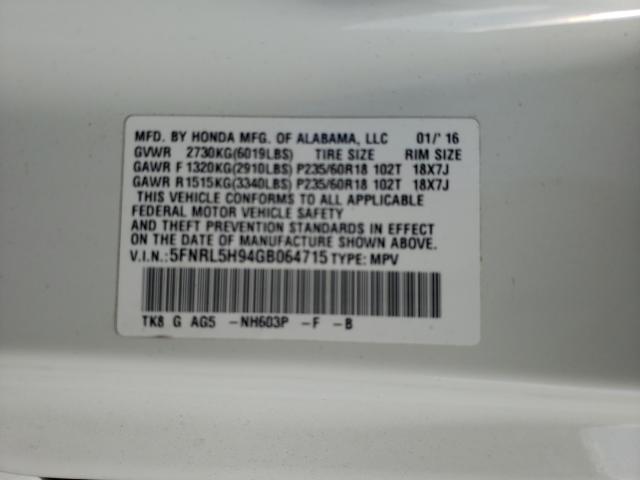 MFD. BY HONDA MFG. OF ALABAMA, LLC 01/'16
GVWR 2730KG(6019LBS) TIRE SIZE RIM SIZE
GAWR F 1320KG(2910LBS) P235/60R18 102T 18X7J
GAWR R 1515KG(3340LBS) P235/60R18 102T 18X7J
THIS VEHICLE CONFORMS TO ALL APPLICABLE
FEDERAL MOTOR VEHICLE SAFETY
AND THEFT PREVENTION STANDARDS IN EFFECT
ON THE DATE OF MANUFACTURE SHOWN ABOVE.
V.I.N.: 5FNRL5H94GB064715 TYPE: MPV
TK8 G AG5 -NH603P -F -B